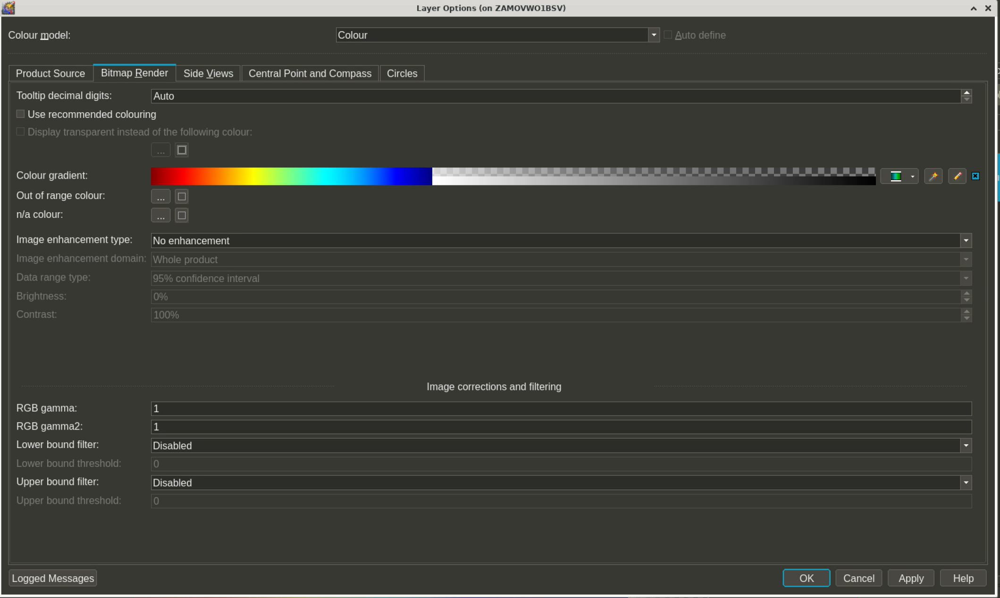 Layer Options (on ZAMOVWO1BSV)
Colour model:
Colour
Auto define
Product Source
Bitmap Render
Side Views
Central Point and Compass
Circles
Tooltip decimal digits:
Auto
Use recommended colouring
Display transparent instead of the following colour:
...
Colour gradient:
Out of range colour:
...
n/a colour:
...
Image enhancement type:
No enhancement
Image enhancement domain:
Whole product
Data range type:
95% confidence interval
Brightness:
0%
Contrast:
100%
Image corrections and filtering
RGB gamma:
1
RGB gamma2:
1
Lower bound filter:
Disabled
Lower bound threshold:
0
Upper bound filter:
Disabled
Upper bound threshold:
0
Logged Messages
OK
Cancel
Apply
Help